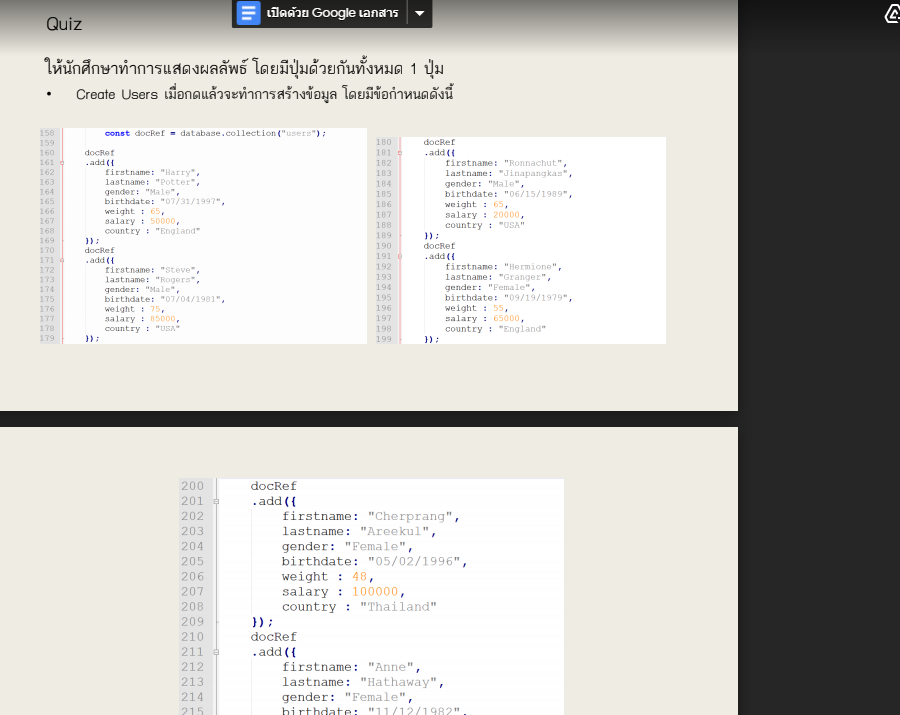 Quiz
เปิดด้วย Google เอกสาร
ให้นักศึกษาทำการแสดงผลลัพธ์ โดยมีปุ่มด้วยกันทั้งหมด 1 ปุ่ม
• Create Users เมื่อกดแล้วจะทำการสร้างข้อมูล โดยมีข้อกำหนดดังนี้
158 const docRef = database.collection("users");
159
160 docRef
161 .add({
162 firstname: "Harry",
163 lastname: "Potter",
164 gender: "Male",
165 birthdate: "07/31/1997",
166 weight : 65,
167 salary : 50000,
168 country : "England"
169 });
170 docRef
171 .add({
172 firstname: "Steve",
173 lastname: "Rogers",
174 gender: "Male",
175 birthdate: "07/04/1981",
176 weight : 75,
177 salary : 85000,
178 country : "USA"
179 });
180 docRef
181 .add({
182 firstname: "Ronnachut",
183 lastname: "Jinapangkas",
184 gender: "Male",
185 birthdate: "06/15/1989",
186 weight : 65,
187 salary : 20000,
188 country : "USA"
189 });
190 docRef
191 .add({
192 firstname: "Hermione",
193 lastname: "Granger",
194 gender: "Female",
195 birthdate: "09/19/1979",
196 weight : 55,
197 salary : 65000,
198 country : "England"
199 });
200 docRef
201 .add({
202 firstname: "Cherprang",
203 lastname: "Areekul",
204 gender: "Female",
205 birthdate: "05/02/1996",
206 weight : 48,
207 salary : 100000,
208 country : "Thailand"
209 });
210 docRef
211 .add({
212 firstname: "Anne",
213 lastname: "Hathaway",
214 gender: "Female",
215 birthdate: "11/12/1982",